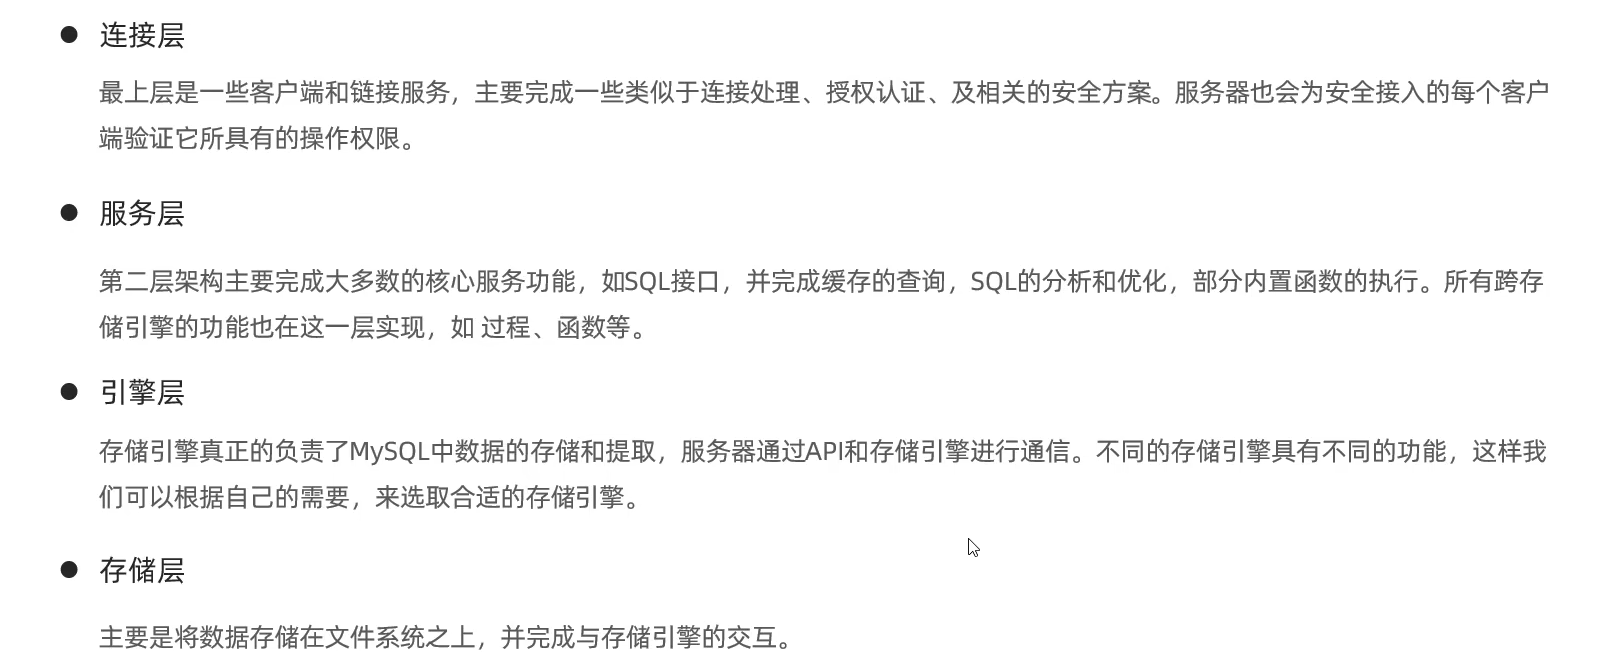 ● 连接层
最上层是一些客户端和链接服务，主要完成一些类似于连接处理、授权认证、及相关的安全方案。服务器也会为安全接入的每个客户
端验证它所具有的操作权限。
● 服务层
第二层架构主要完成大多数的核心服务功能，如SQL接口，并完成缓存的查询，SQL的分析和优化，部分内置函数的执行。所有跨存
储引擎的功能也在这一层实现，如 过程、函数等。
● 引擎层
存储引擎真正的负责了MySQL中数据的存储和提取，服务器通过API和存储引擎进行通信。不同的存储引擎具有不同的功能，这样我
们可以根据自己的需要，来选取合适的存储引擎。
● 存储层
主要是将数据存储在文件系统之上，并完成与存储引擎的交互。